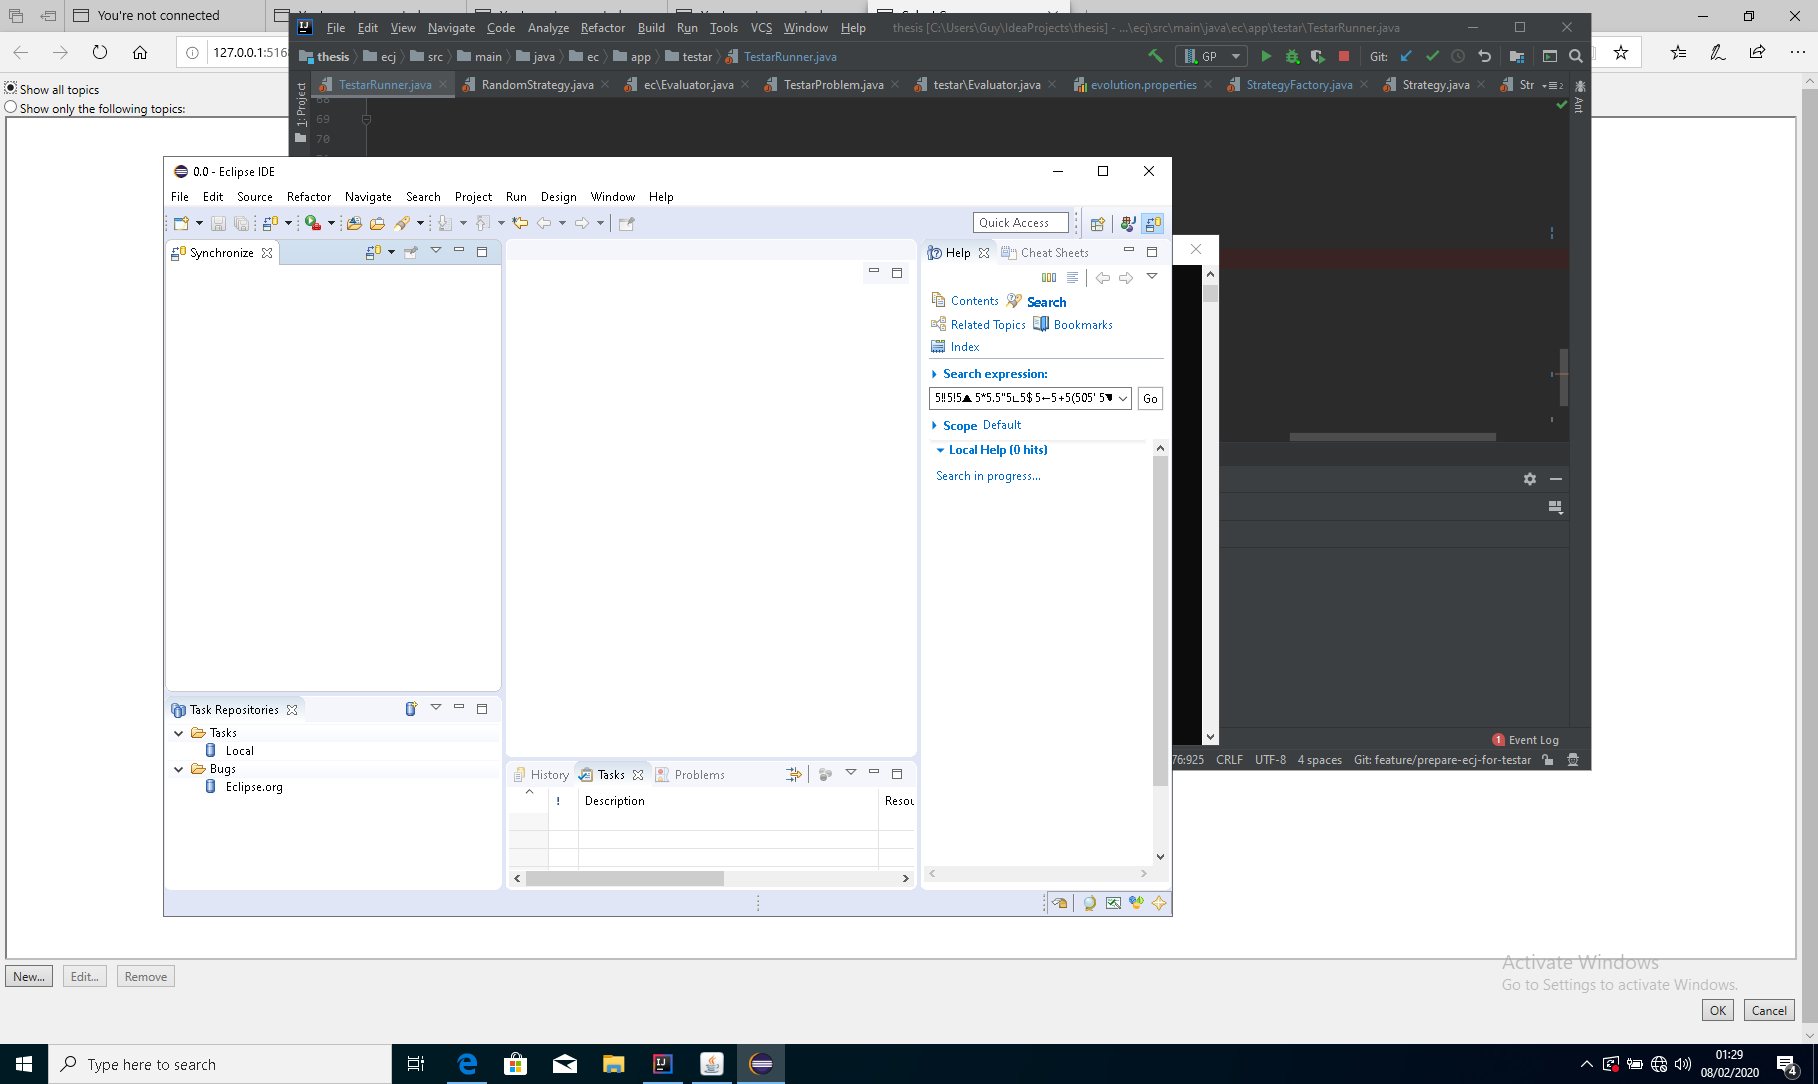 You're not connected
127.0.0.1:516
Show all topics
Show only the following topics:
File Edit View Navigate Code Analyze Refactor Build Run Tools VCS Window Help
thesis [C:\Users\Guy\IdeaProjects\thesis] - ...\ecj\src\main\java\ec\app\testar\TestarRunner.java
thesis ecj src main java ec app testar TestarRunner.java
GP
Git:
TestarRunner.java RandomStrategy.java ec\Evaluator.java TestarProblem.java testar\Evaluator.java evolution.properties StrategyFactory.java Strategy.java Str
1: Project
Ant
68
69
70
0.0 - Eclipse IDE
File Edit Source Refactor Navigate Search Project Run Design Window Help
Quick Access
Synchronize
Help Cheat Sheets
Contents Search
Related Topics Bookmarks
Index
Search expression:
Go
Scope Default
Local Help (0 hits)
Search in progress...
Task Repositories
Tasks
Local
Bugs
Eclipse.org
History Tasks Problems
! Description Resou
Event Log
76:925 CRLF UTF-8 4 spaces Git: feature/prepare-ecj-for-testar
New... Edit... Remove
Activate Windows
Go to Settings to activate Windows.
OK Cancel
Type here to search
01:29
08/02/2020
4